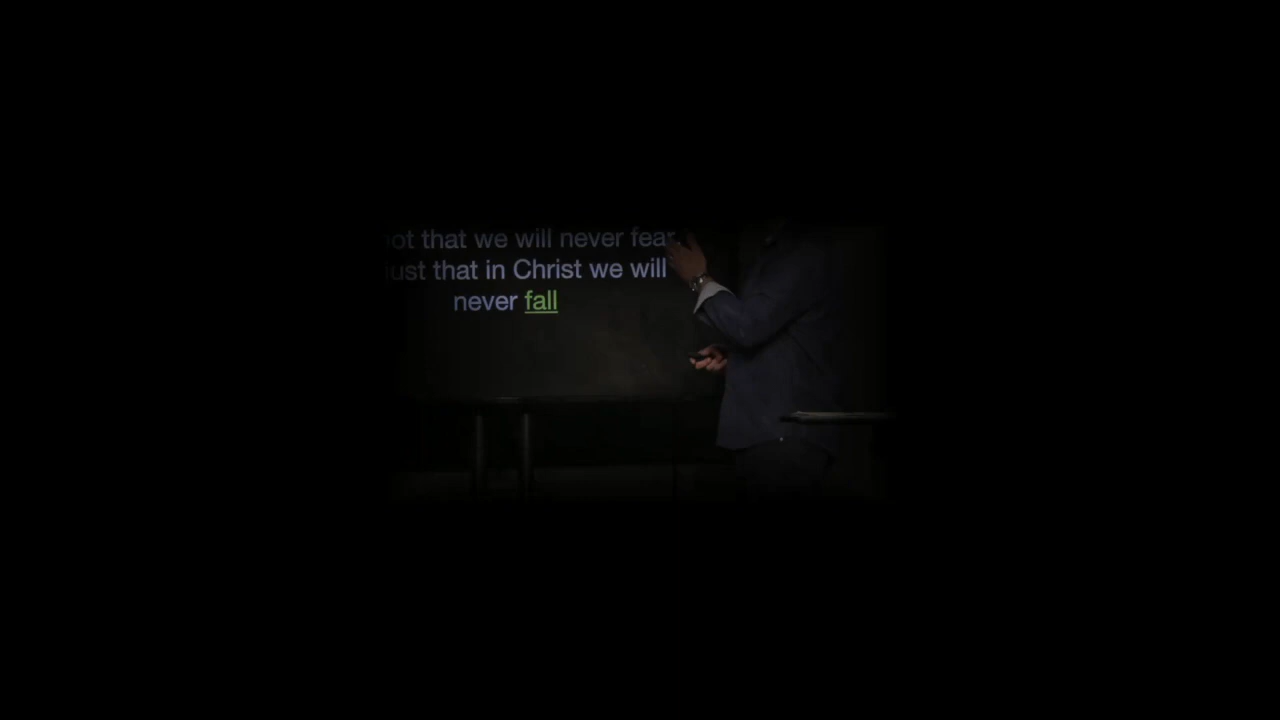 not that we will never fear
just that in Christ we will
never fall